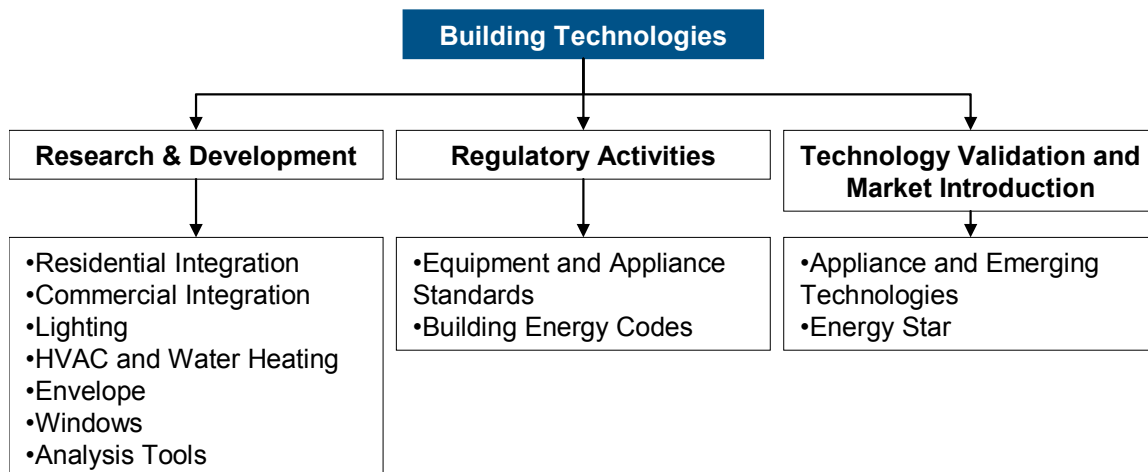 Building Technologies
Research & Development
Regulatory Activities
Technology Validation and
Market Introduction
•Residential Integration
•Commercial Integration
•Lighting
•HVAC and Water Heating
•Envelope
•Windows
•Analysis Tools
•Equipment and Appliance
Standards
•Building Energy Codes
•Appliance and Emerging
Technologies
•Energy Star